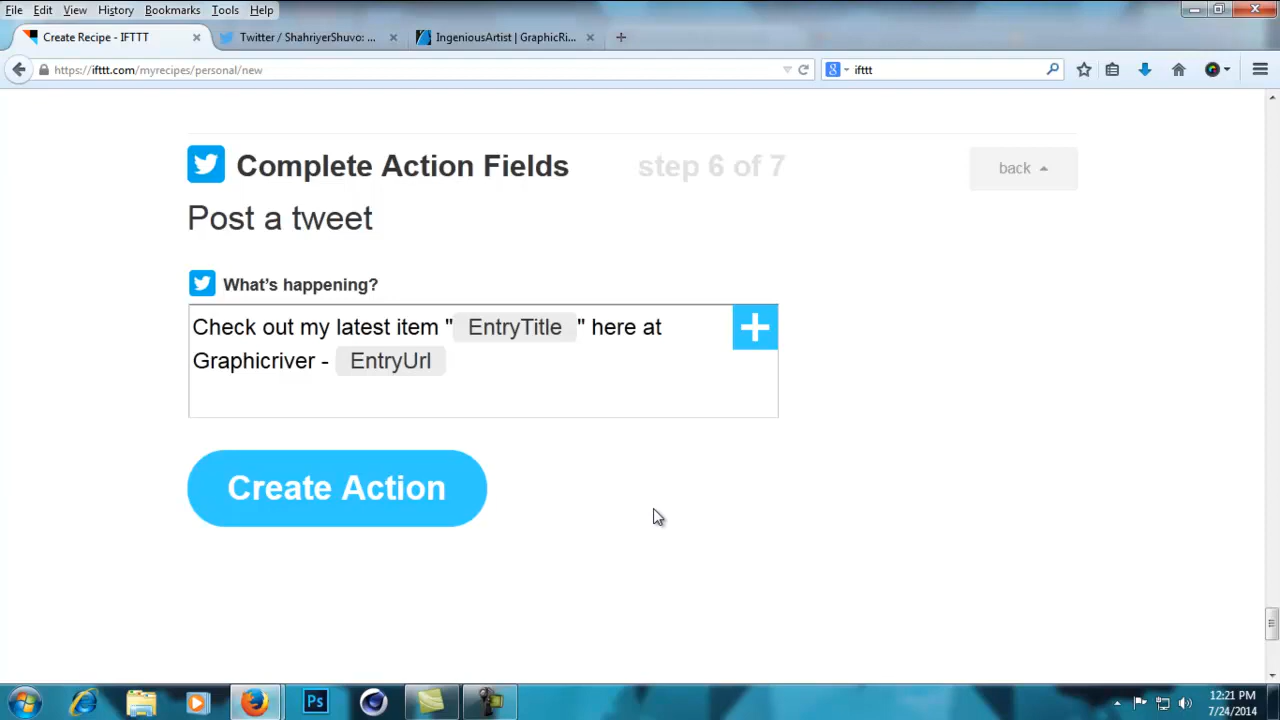 File Edit View History Bookmarks Tools Help
Create Recipe - IFTTT
Twitter / ShahriyerShuvo: ...
IngeniousArtist | GraphicRi...
https://ifttt.com/myrecipes/personal/new
ifttt
Complete Action Fields step 6 of 7 back
Post a tweet
What's happening?
Check out my latest item " EntryTitle " here at
Graphicriver - EntryUrl
Create Action
Ps
12:21 PM
7/24/2014